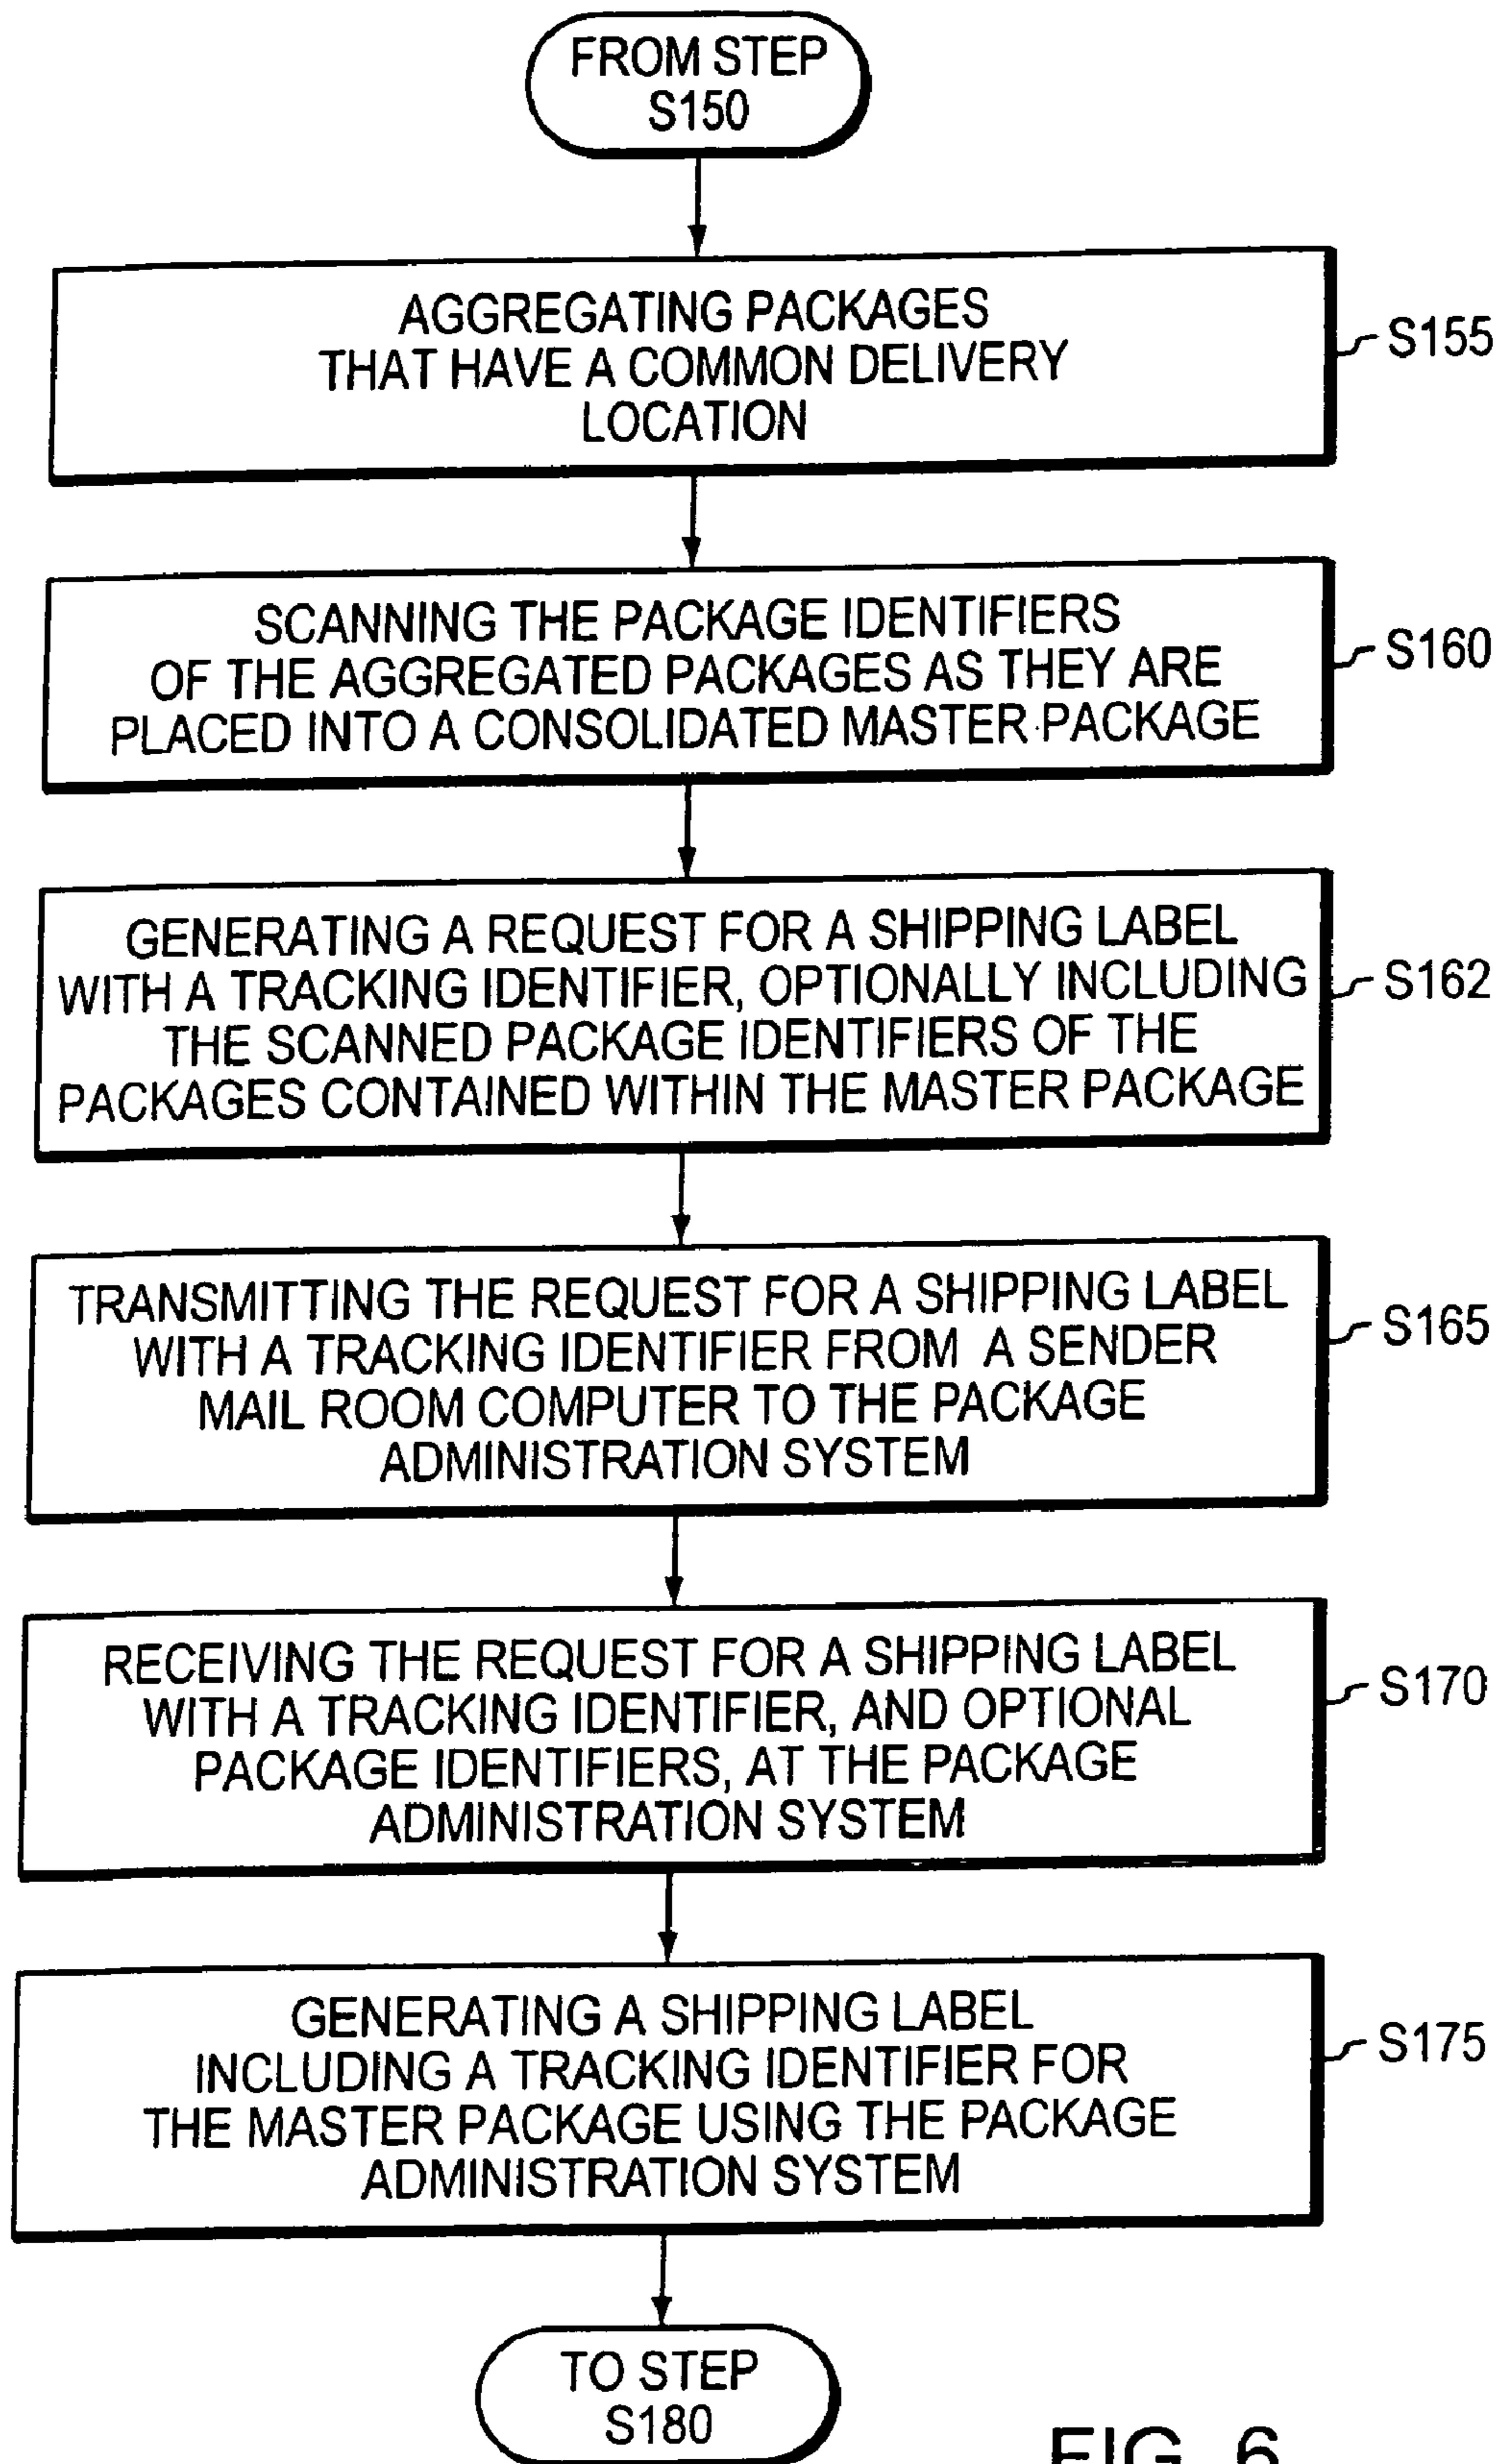 FROM STEP
S150
AGGREGATING PACKAGES
THAT HAVE A COMMON DELIVERY
LOCATION
S155
SCANNING THE PACKAGE IDENTIFIERS
OF THE AGGREGATED PACKAGES AS THEY ARE
PLACED INTO A CONSOLIDATED MASTER PACKAGE
S160
GENERATING A REQUEST FOR A SHIPPING LABEL
WITH A TRACKING IDENTIFIER, OPTIONALLY INCLUDING
THE SCANNED PACKAGE IDENTIFIERS OF THE
PACKAGES CONTAINED WITHIN THE MASTER PACKAGE
S162
TRANSMITTING THE REQUEST FOR A SHIPPING LABEL
WITH A TRACKING IDENTIFIER FROM A SENDER
MAIL ROOM COMPUTER TO THE PACKAGE
ADMINISTRATION SYSTEM
S165
RECEIVING THE REQUEST FOR A SHIPPING LABEL
WITH A TRACKING IDENTIFIER, AND OPTIONAL
PACKAGE IDENTIFIERS, AT THE PACKAGE
ADMINISTRATION SYSTEM
S170
GENERATING A SHIPPING LABEL
INCLUDING A TRACKING IDENTIFIER FOR
THE MASTER PACKAGE USING THE PACKAGE
ADMINISTRATION SYSTEM
S175
TO STEP
S180
FIG. 6